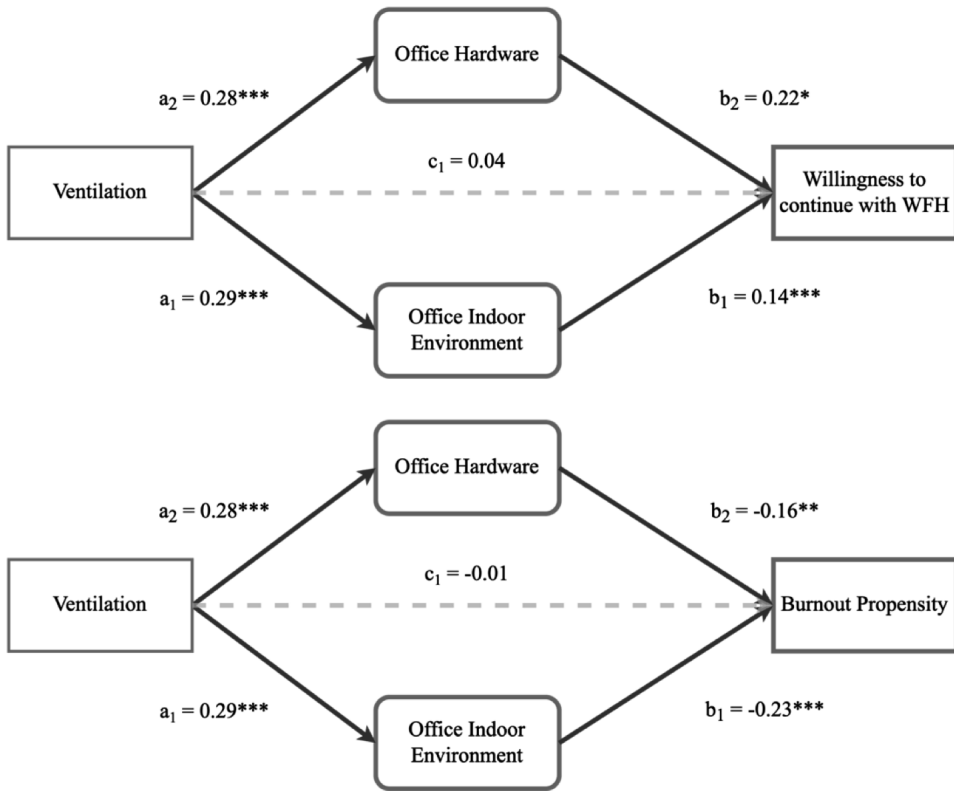 Office Hardware
a2 = 0.28***
b2 = 0.22*
c1 = 0.04
Ventilation
Willingness to
continue with WFH
a1 = 0.29***
b1 = 0.14***
Office Indoor
Environment
Office Hardware
a2 = 0.28***
b2 = -0.16**
c1 = -0.01
Ventilation
Burnout Propensity
a1 = 0.29***
b1 = -0.23***
Office Indoor
Environment